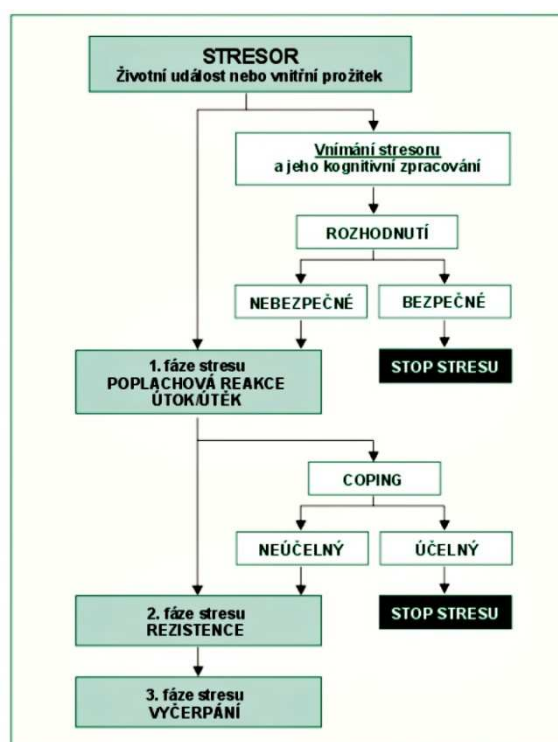 STRESOR
Životní událost nebo vnitřní prožitek
Vnímání stresoru
a jeho kognitivní zpracování
ROZHODNUTÍ
NEBEZPEČNÉ
BEZPEČNÉ
1. fáze stresu
POPLACHOVÁ REAKCE
ÚTOK/ÚTĚK
STOP STRESU
COPING
NEÚČELNÝ
ÚČELNÝ
2. fáze stresu
REZISTENCE
STOP STRESU
3. fáze stresu
VYČERPÁNÍ